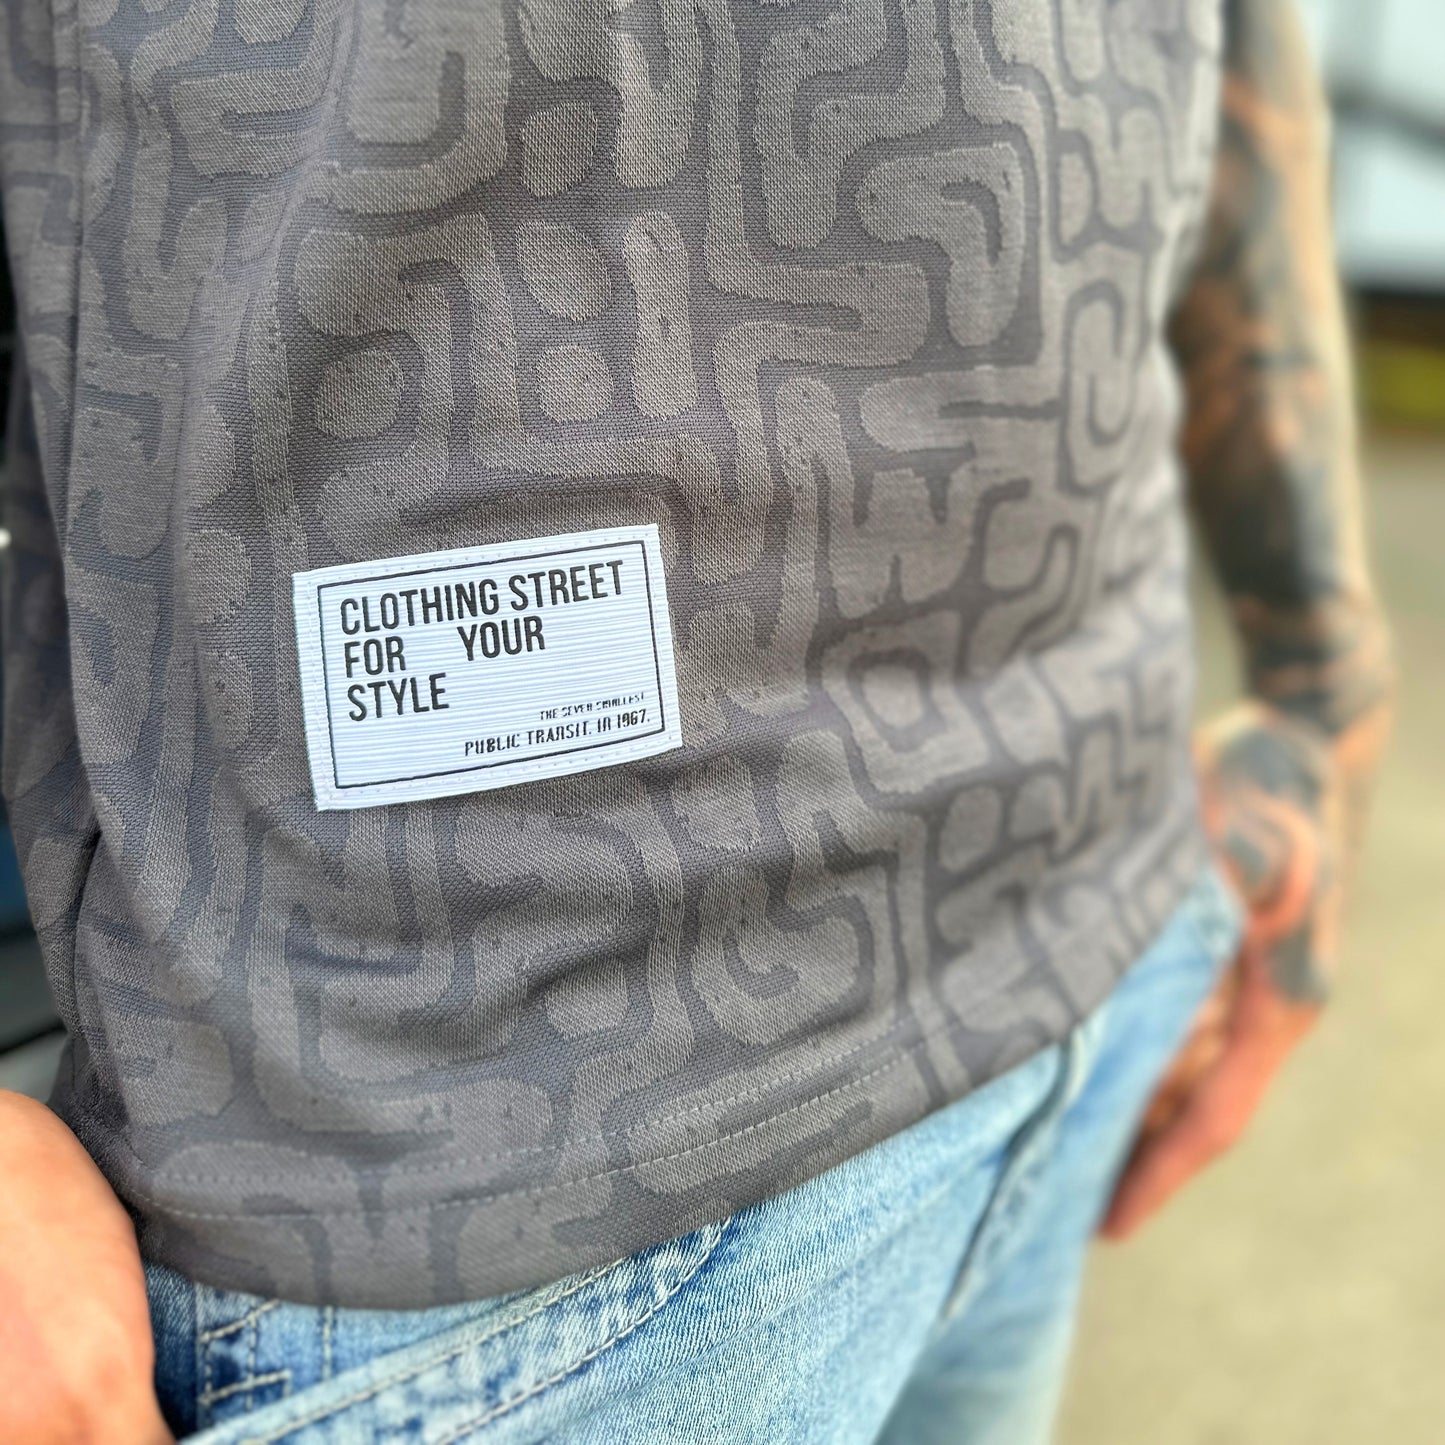 CLOTHING STREET
FOR YOUR
STYLE
THE SEVEN SMALLEST
PUBLIC TRANSIT. IN 1967.